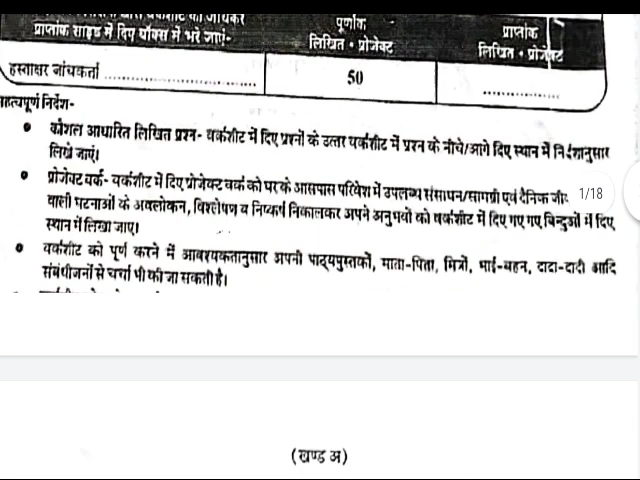 प्राप्तांक साइड में दिए बॉक्स में भरे जाएं-
पूर्णांक
लिखित + प्रोजेक्ट
प्राप्तांक
लिखित + प्रोजेक्ट
हस्ताक्षर जांचकर्ता
50
महत्वपूर्ण निर्देश-
कौशल आधारित लिखित प्रश्न- वर्कशीट में दिए प्रश्नों के उत्तर वर्कशीट में प्रश्न के नीचे/आगे दिए स्थान में निर्देशानुसार
लिखे जाएं।
प्रोजेक्ट वर्क- वर्कशीट में दिए प्रोजेक्ट वर्क को घर के आसपास परिवेश में उपलब्ध संसाधन/सामग्री एवं दैनिक
1/18
वाली घटनाओं के अवलोकन, विश्लेषण व निष्कर्ष निकालकर अपने अनुभवों को वर्कशीट में दिए गए गए बिन्दुओं में दिए
स्थान में लिखा जाए।
वर्कशीट को पूर्ण करने में आवश्यकतानुसार अपनी पाठ्यपुस्तकों, माता-पिता, मित्रों, भाई-बहन, दादा-दादी आदि
संबंधीजनों से चर्चा भी की जा सकती है।
(खण्ड अ)